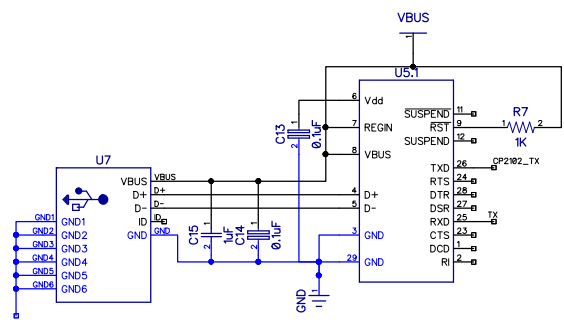 VBUS
1
U5.1
6 Vdd
SUSPEND 11
R7
7 REGIN
RST 9
1 2
1K
SUSPEND 12
8 VBUS
C13
1
2
0.1uF
TXD 26 CP2102_TX
RTS 24
4 D+
DTR 28
5 D-
DSR 27
RXD 25 TX
3 GND
CTS 23
DCD 1
29 GND
RI 2
U7
VBUS VBUS
D+ D+
D- D-
ID ID
GND GND
GND1 GND1
GND2 GND2
GND3 GND3
GND4 GND4
GND5 GND5
GND6 GND6
C15
1
2
1uF
C14
1
2
0.1uF
GND
1